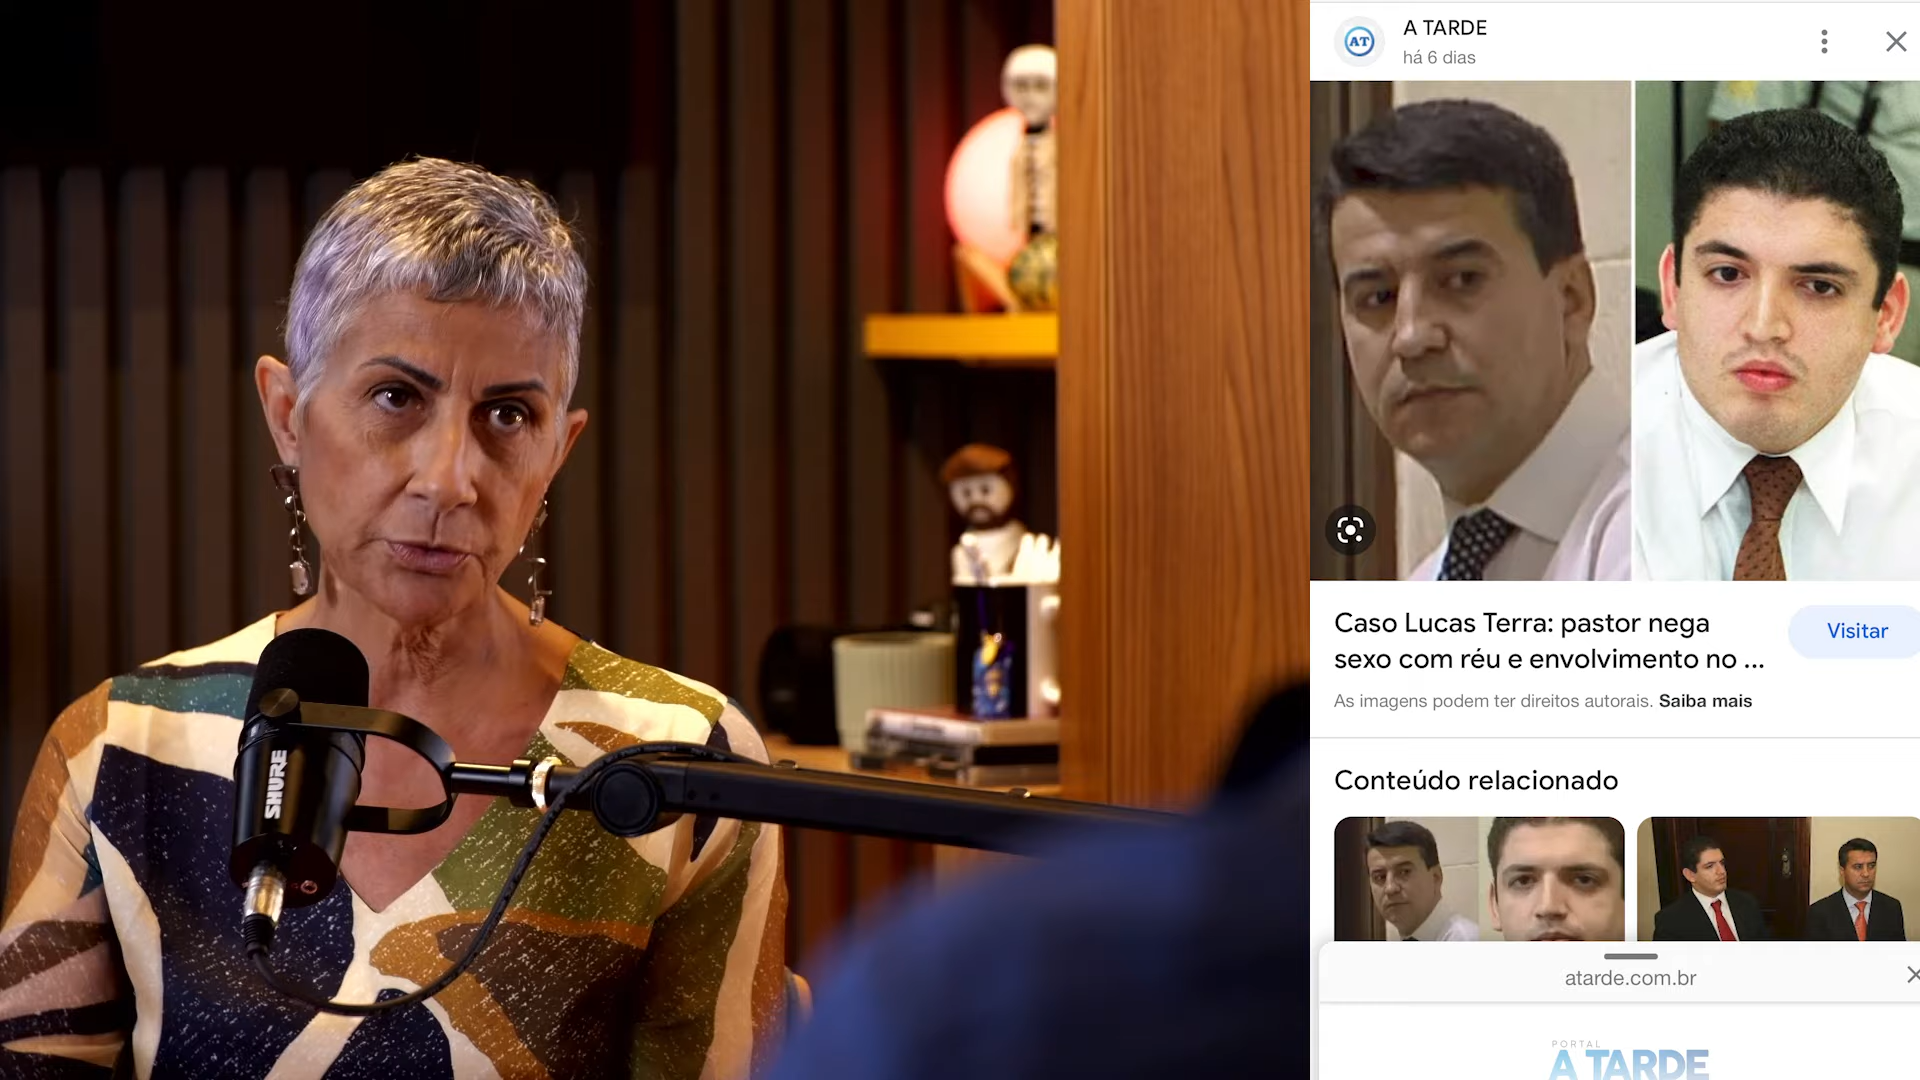 SHURE
AT
A TARDE
há 6 dias
Caso Lucas Terra: pastor nega
sexo com réu e envolvimento no ...
Visitar
As imagens podem ter direitos autorais. Saiba mais
Conteúdo relacionado
atarde.com.br
PORTAL
A TARDE